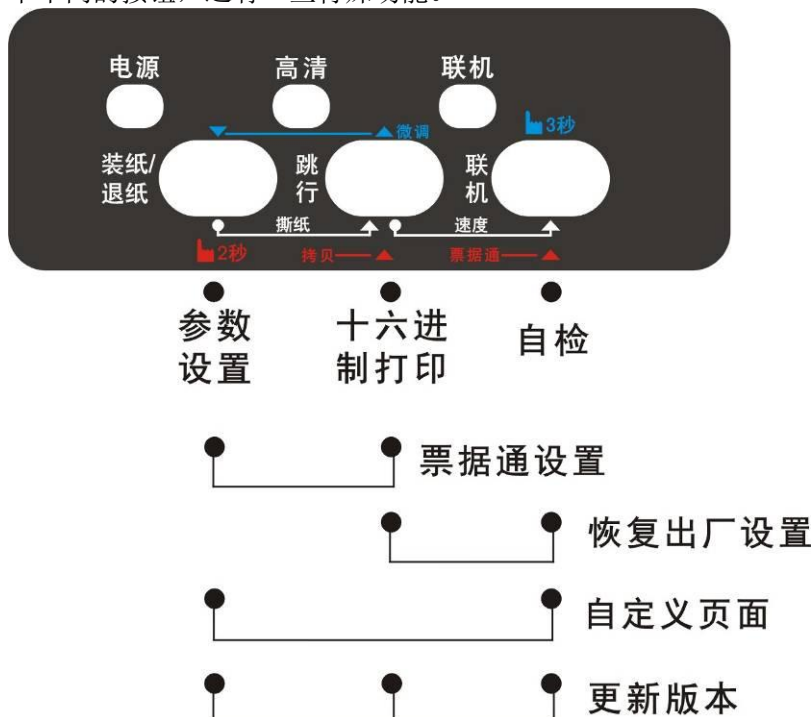 电源 高清 联机
微调 3秒
装纸/ 跳 联
退纸 行 机
撕纸 速度
2秒 拷贝 票据通
参数 十六进 自检
设置 制打印
票据通设置
恢复出厂设置
自定义页面
更新版本